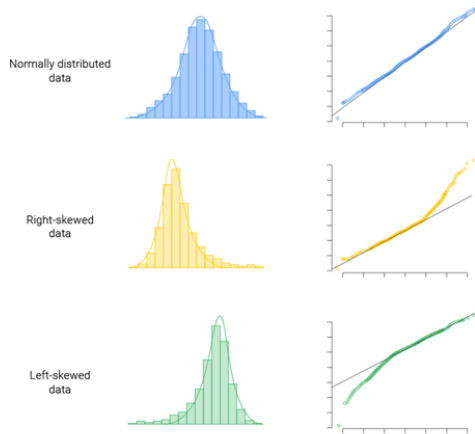 Normally distributed
data
Right-skewed
data
Left-skewed
data